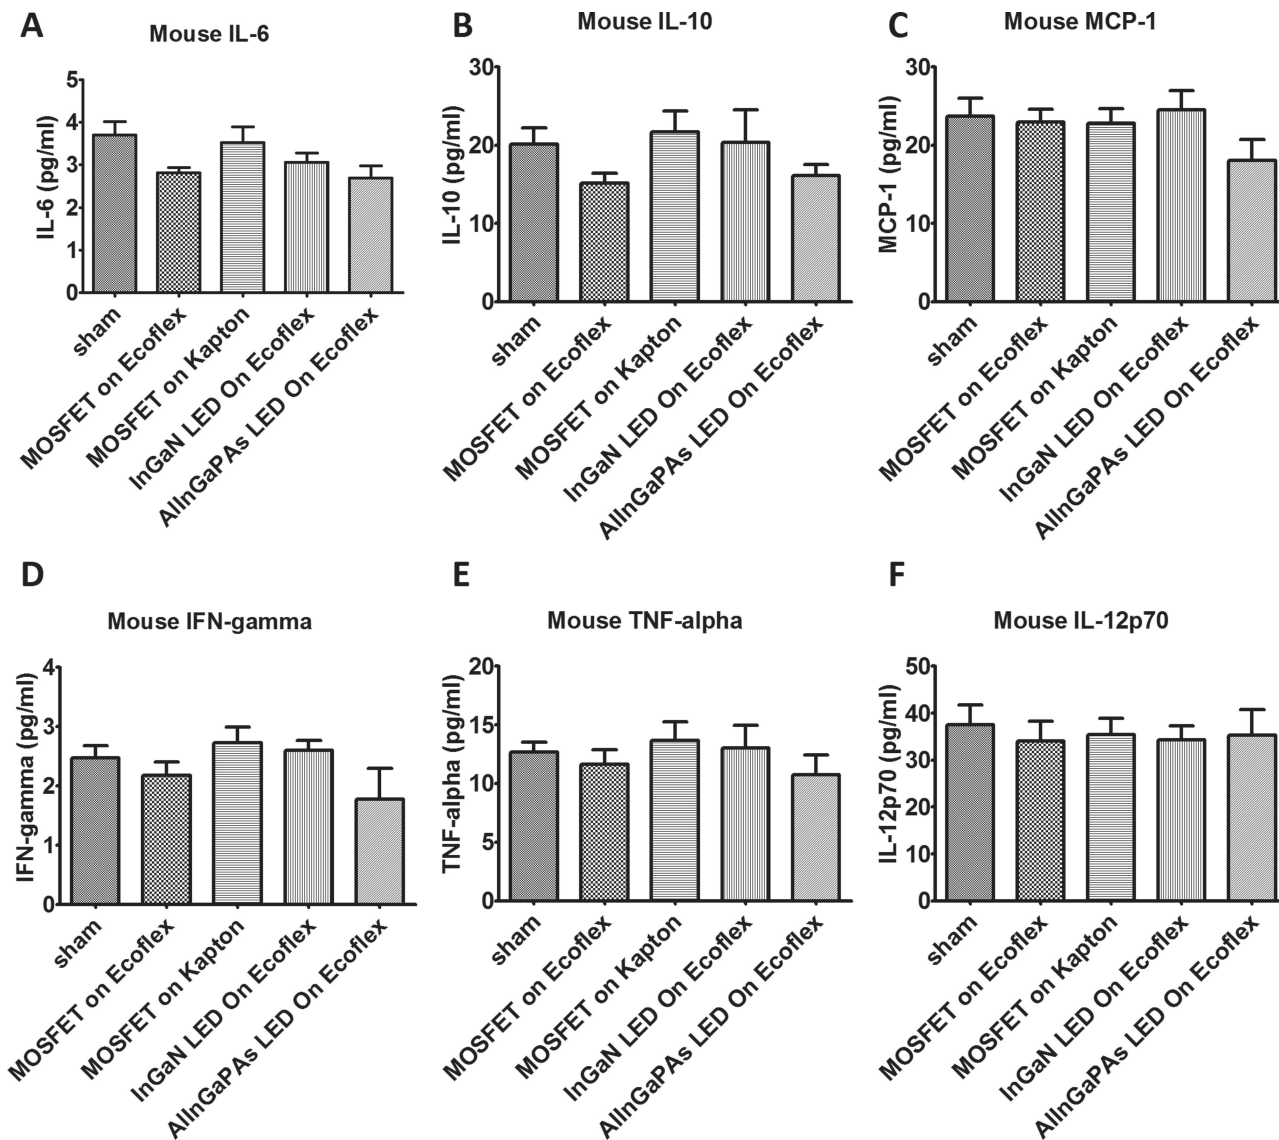 A
Mouse IL-6
IL-6 (pg/ml)
5
4
3
2
1
0
sham
MOSFET on Ecoflex
MOSFET on Kapton
InGaN LED On Ecoflex
AlInGaPAs LED On Ecoflex
B
Mouse IL-10
IL-10 (pg/ml)
30
20
10
0
sham
MOSFET on Ecoflex
MOSFET on Kapton
InGaN LED On Ecoflex
AlInGaPAs LED On Ecoflex
C
Mouse MCP-1
MCP-1 (pg/ml)
30
20
10
0
sham
MOSFET on Ecoflex
MOSFET on Kapton
InGaN LED On Ecoflex
AlInGaPAs LED On Ecoflex
D
Mouse IFN-gamma
IFN-gamma (pg/ml)
4
3
2
1
0
sham
MOSFET on Ecoflex
MOSFET on Kapton
InGaN LED On Ecoflex
AlInGaPAs LED On Ecoflex
E
Mouse TNF-alpha
TNF-alpha (pg/ml)
20
15
10
5
0
sham
MOSFET on Ecoflex
MOSFET on Kapton
InGaN LED On Ecoflex
AlInGaPAs LED On Ecoflex
F
Mouse IL-12p70
IL-12p70 (pg/ml)
50
40
30
20
10
0
sham
MOSFET on Ecoflex
MOSFET on Kapton
InGaN LED On Ecoflex
AlInGaPAs LED On Ecoflex